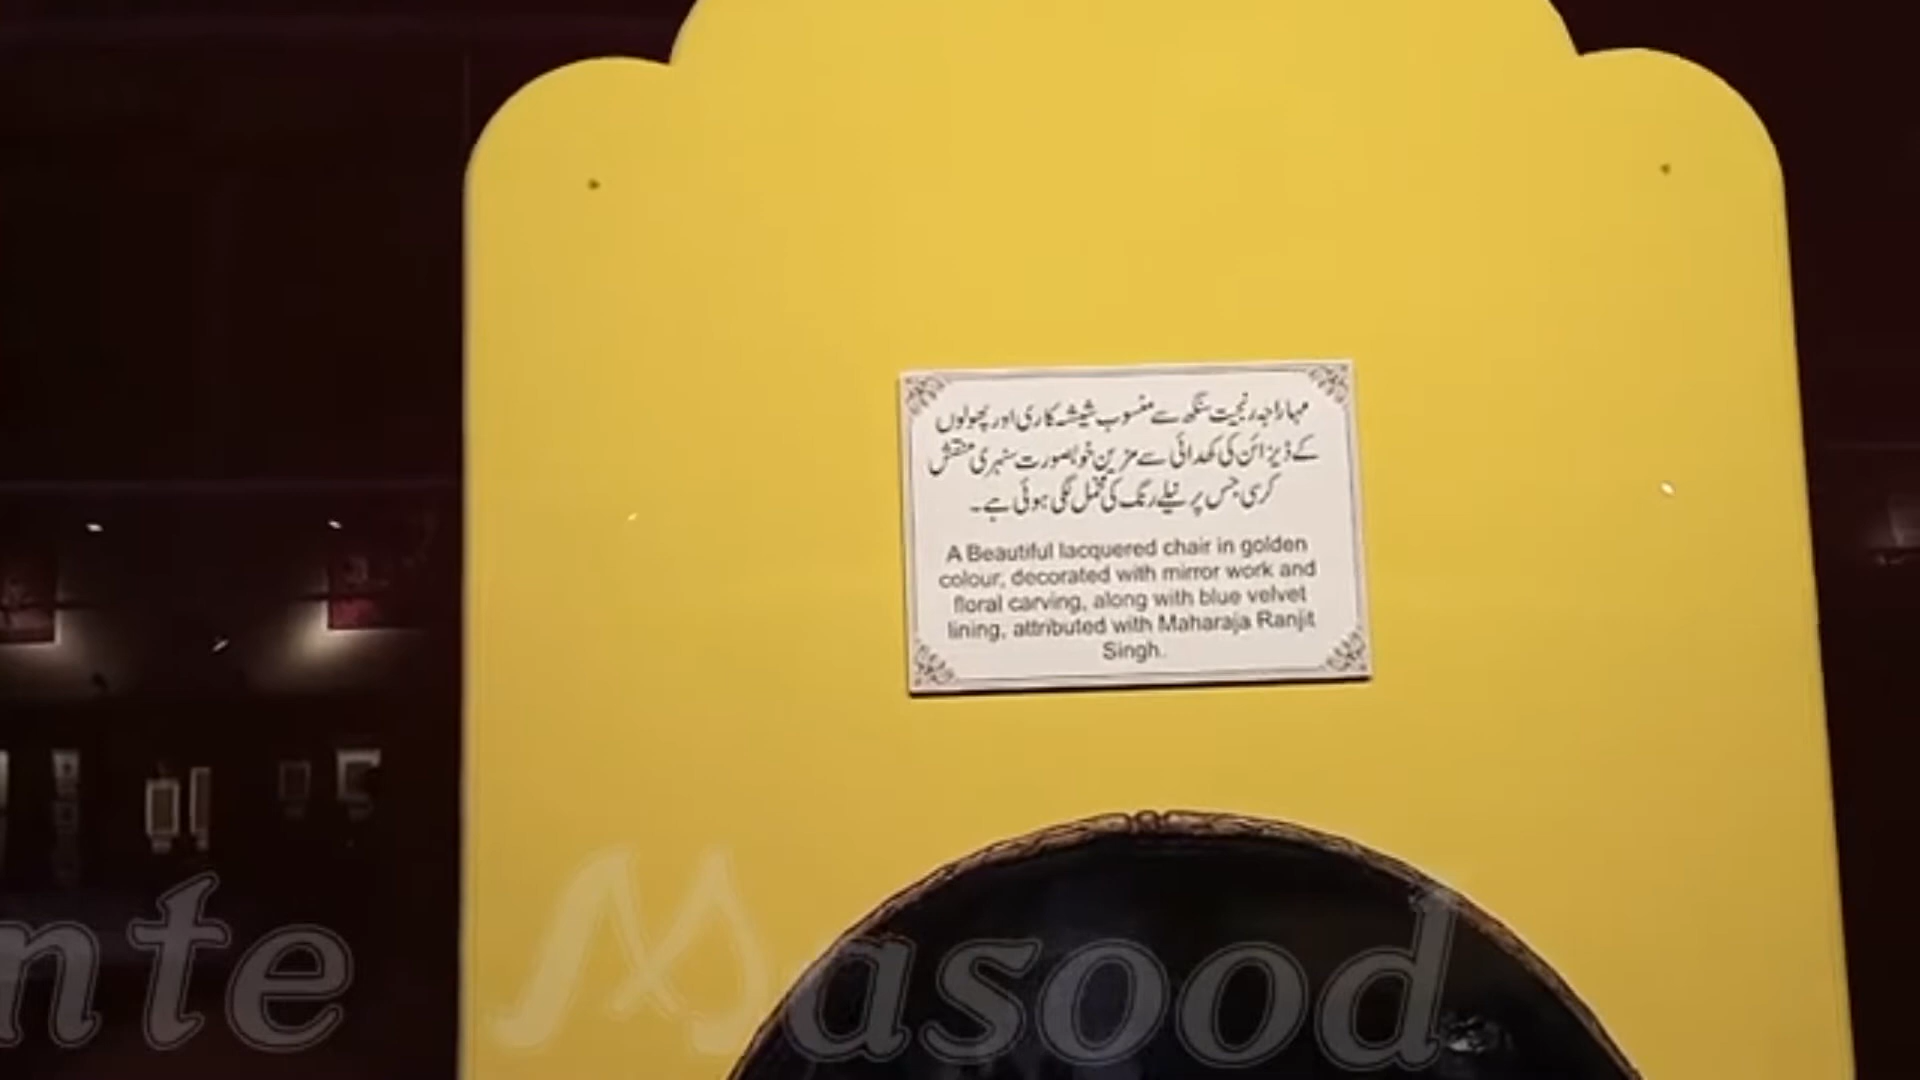 مہاراجہ رنجیت سنگھ سے منسوب شیشہ کاری اور پھولوں
کے ڈیزائن کی کھدائی سے مزین خوبصورت سنہری منقش
کرسی جس پر نیلے رنگ کی مخمل لگی ہوئی ہے۔
A Beautiful lacquered chair in golden
colour, decorated with mirror work and
floral carving, along with blue velvet
lining, attributed with Maharaja Ranjit
Singh.
nte Masood